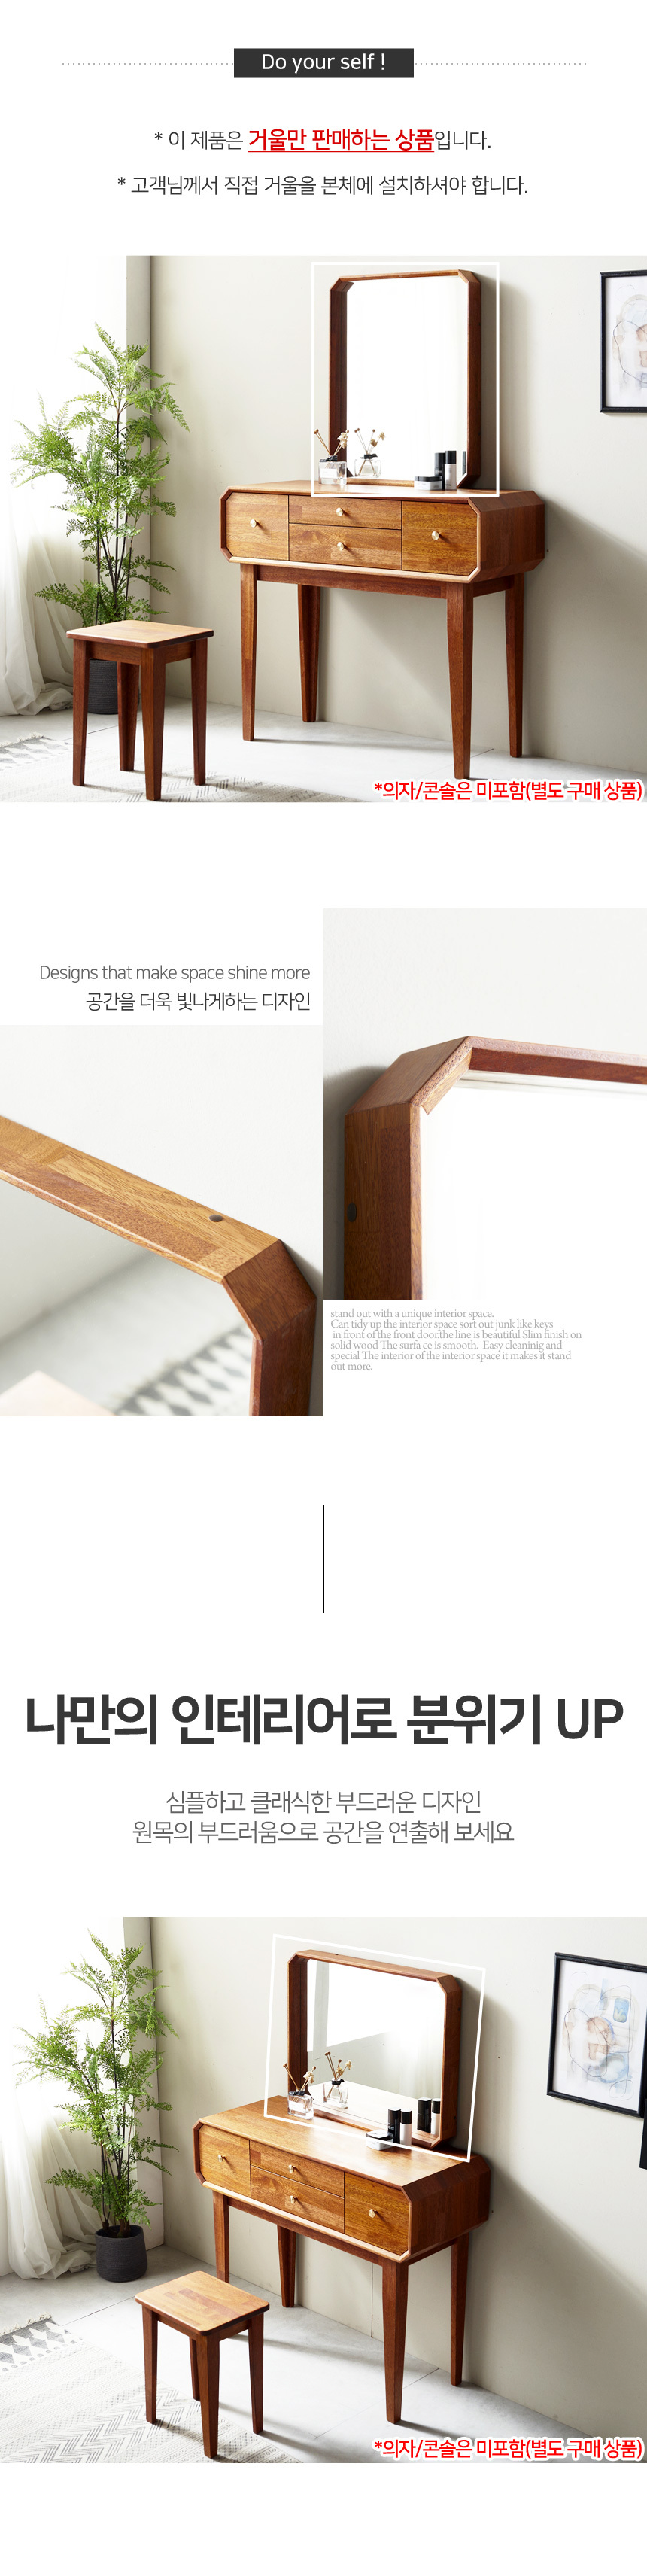 Do your self !
* 이 제품은 거울만 판매하는 상품입니다.
* 고객님께서 직접 거울을 본체에 설치하셔야 합니다.
*의자/콘솔은 미포함(별도 구매 상품)
Designs that make space shine more
공간을 더욱 빛나게하는 디자인
stand out with a unique interior space.
Can tidy up the interior space sort out junk like keys
in front of the front door.the line is beautiful Slim finish on
solid wood The surfa ce is smooth. Easy cleaninig and
special The interior of the interior space it makes it stand
out more.
나만의 인테리어로 분위기 UP
심플하고 클래식한 부드러운 디자인
원목의 부드러움으로 공간을 연출해 보세요
*의자/콘솔은 미포함(별도 구매 상품)